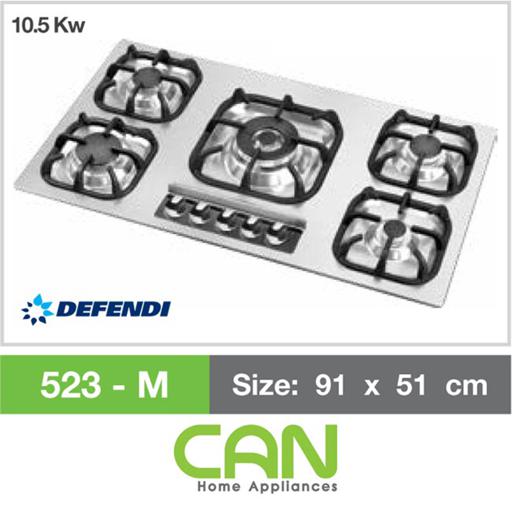 10.5 Kw
DEFENDI
523 - M
Size: 91 x 51 cm
CAN
Home Appliances